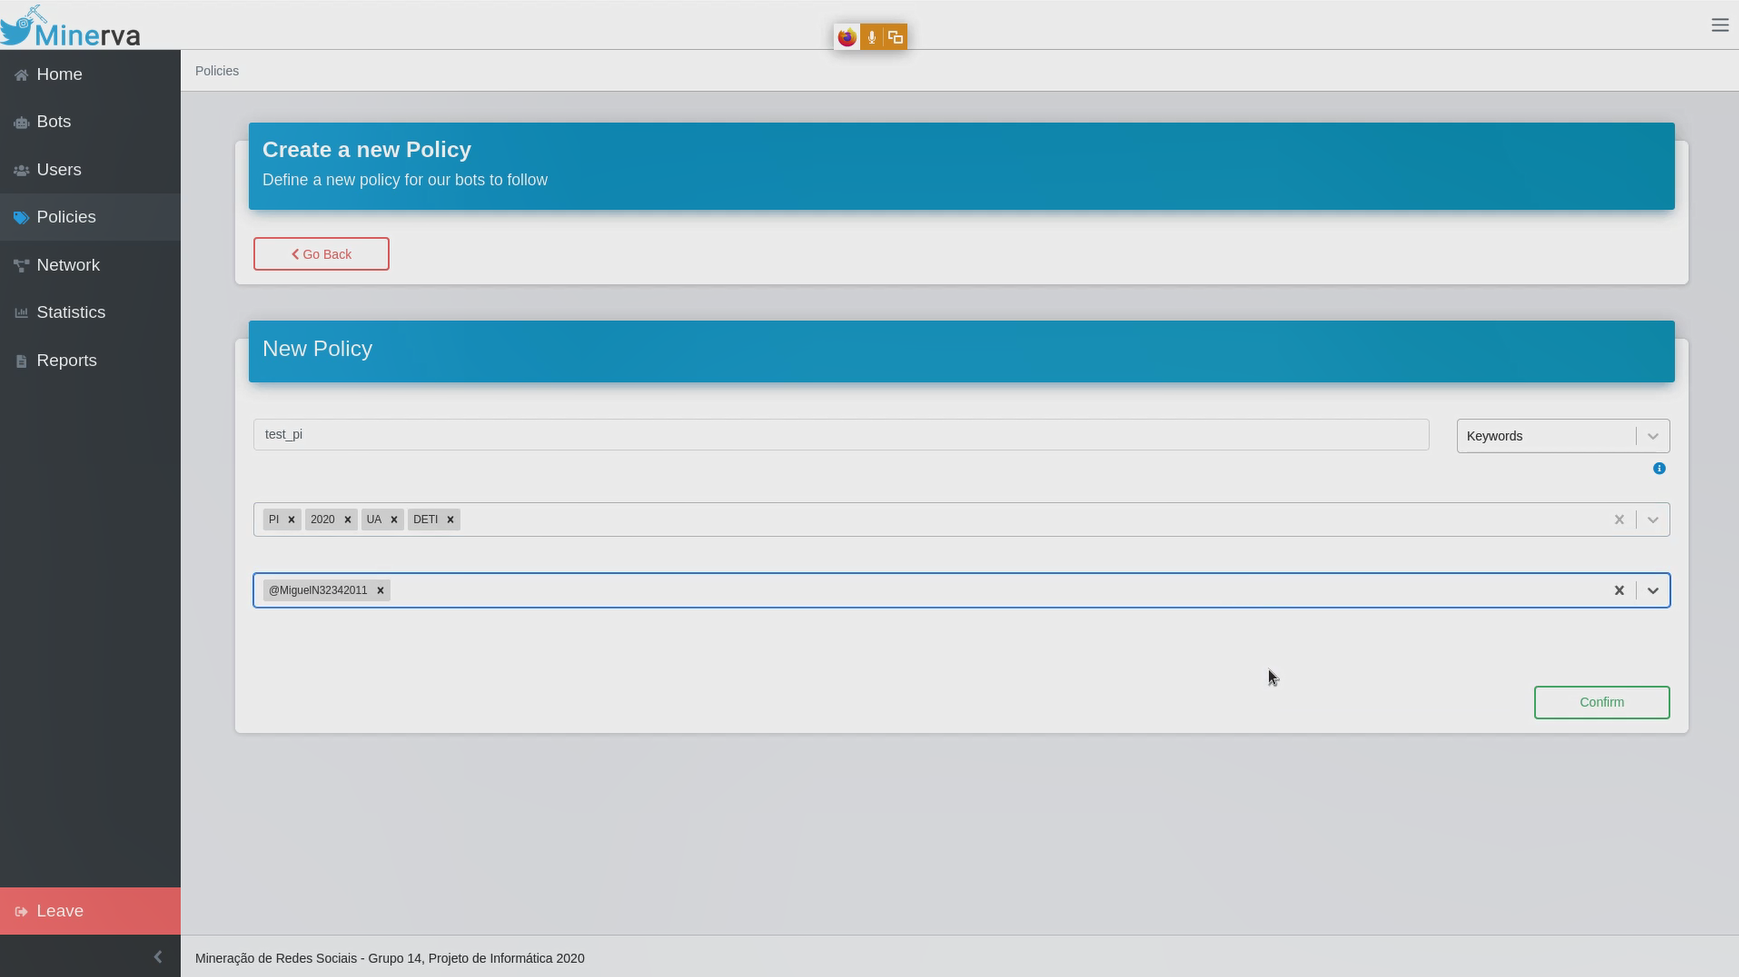 Minerva
Home
Bots
Users
Policies
Network
Statistics
Reports
Leave
Policies
Create a new Policy
Define a new policy for our bots to follow
Go Back
New Policy
test_pi
Keywords
PI 2020 UA DETI
@MiguelN32342011
Confirm
Mineração de Redes Sociais - Grupo 14, Projeto de Informática 2020